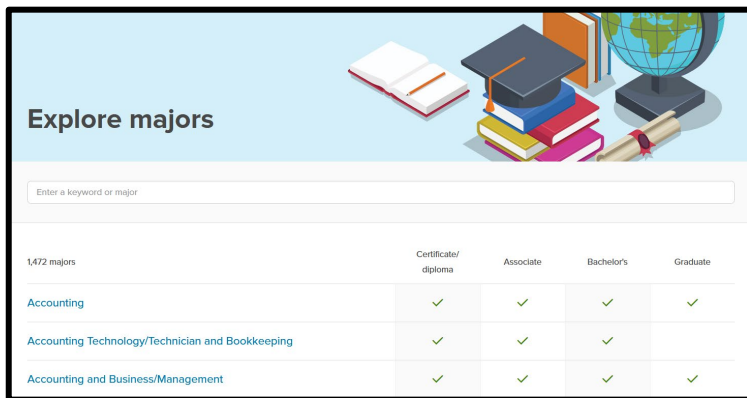 Explore majors
Enter a keyword or major
1,472 majors
Certificate/
diploma
Associate
Bachelor's
Graduate
Accounting
Accounting Technology/Technician and Bookkeeping
Accounting and Business/Management